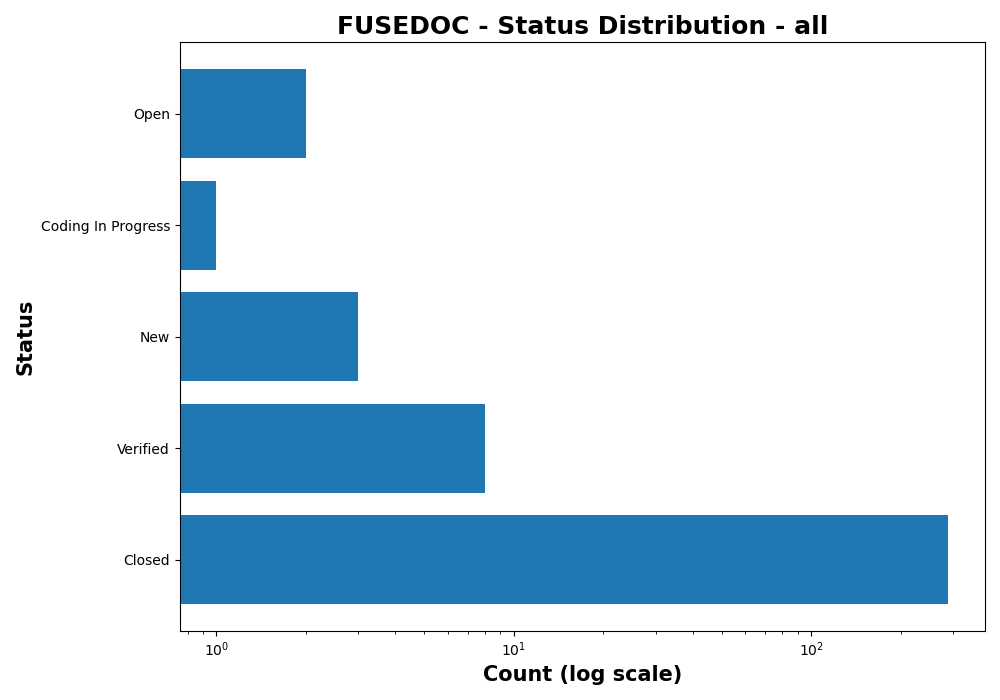 FUSEDOC - Status Distribution - all
Open
Coding In Progress
New
Verified
Closed
Status
10⁰
10¹
10²
Count (log scale)